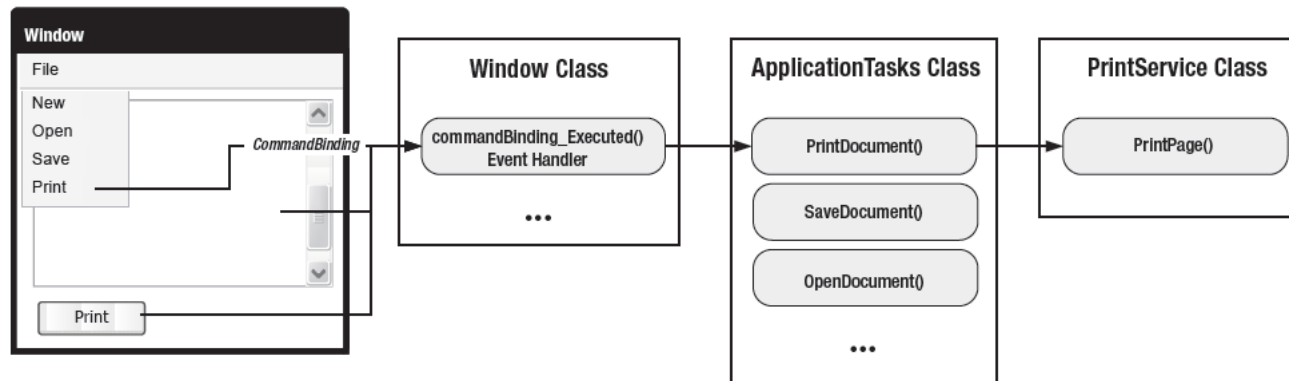 Window
File
New
Open
Save
Print
Print
CommandBinding
Window Class
commandBinding_Executed()
Event Handler
...
ApplicationTasks Class
PrintDocument()
SaveDocument()
OpenDocument()
...
PrintService Class
PrintPage()